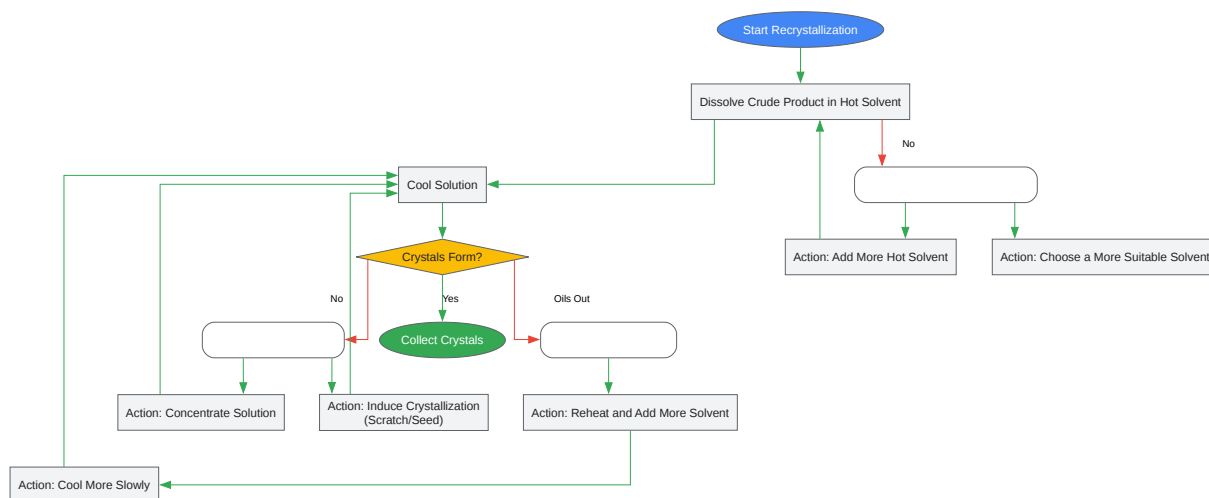 Start Recrystallization
Dissolve Crude Product in Hot Solvent
No
Cool Solution
Crystals Form?
Action: Add More Hot Solvent
Action: Choose a More Suitable Solvent
No
Yes
Oils Out
Collect Crystals
Action: Concentrate Solution
Action: Induce Crystallization
(Scratch/Seed)
Action: Reheat and Add More Solvent
Action: Cool More Slowly